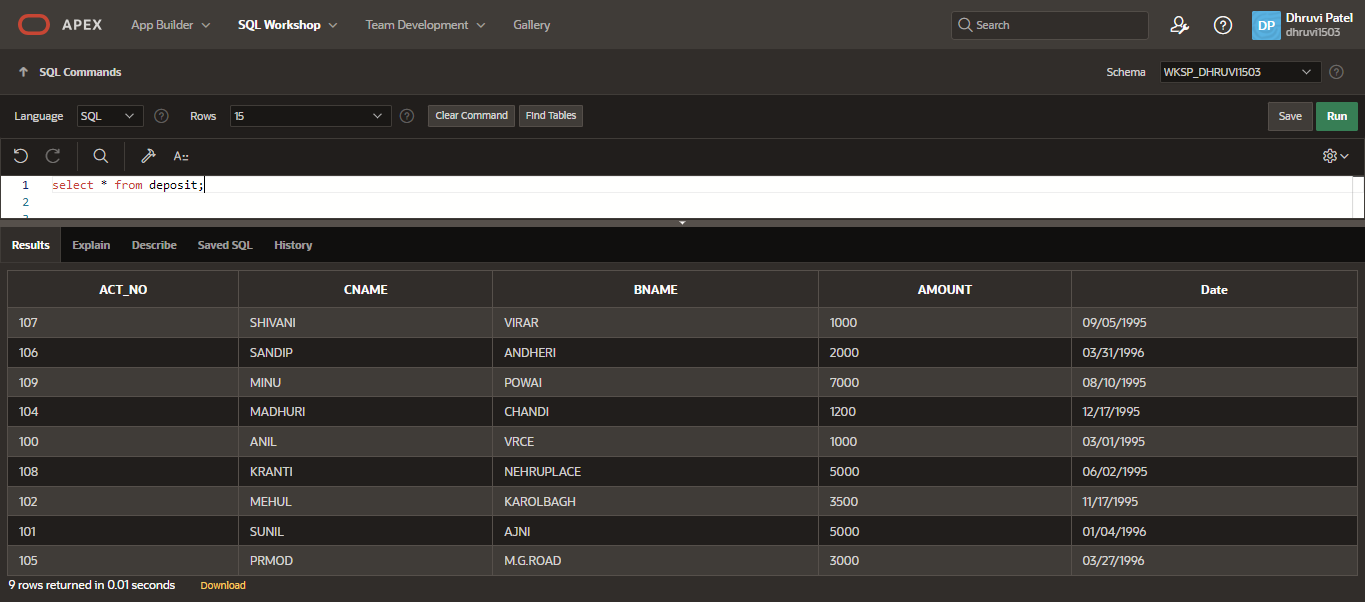 APEX App Builder SQL Workshop Team Development Gallery Search DP Dhruvi Patel
dhruvi1503
SQL Commands Schema WKSP_DHRUVI1503
Language SQL Rows 15 Clear Command Find Tables Save Run
A::
1 select * from deposit;
2
3
Results Explain Describe Saved SQL History
ACT_NO CNAME BNAME AMOUNT Date
107 SHIVANI VIRAR 1000 09/05/1995
106 SANDIP ANDHERI 2000 03/31/1996
109 MINU POWAI 7000 08/10/1995
104 MADHURI CHANDI 1200 12/17/1995
100 ANIL VRCE 1000 03/01/1995
108 KRANTI NEHRUPLACE 5000 06/02/1995
102 MEHUL KAROLBAGH 3500 11/17/1995
101 SUNIL AJNI 5000 01/04/1996
105 PRMOD M.G.ROAD 3000 03/27/1996
9 rows returned in 0.01 seconds Download